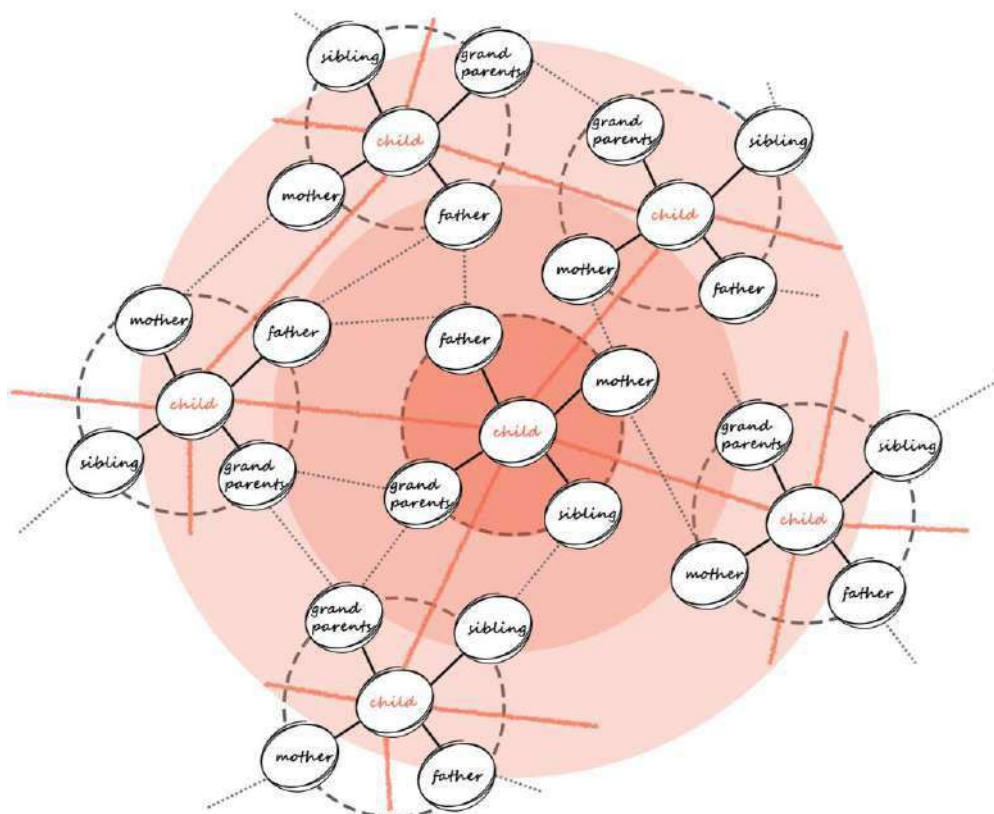 sibling
grand
parents
child
mother
father
grand
parents
sibling
child
mother
father
mother
father
child
sibling
grand
parents
father
mother
child
grand
parents
sibling
grand
parents
sibling
child
mother
father
grand
parents
sibling
child
mother
father